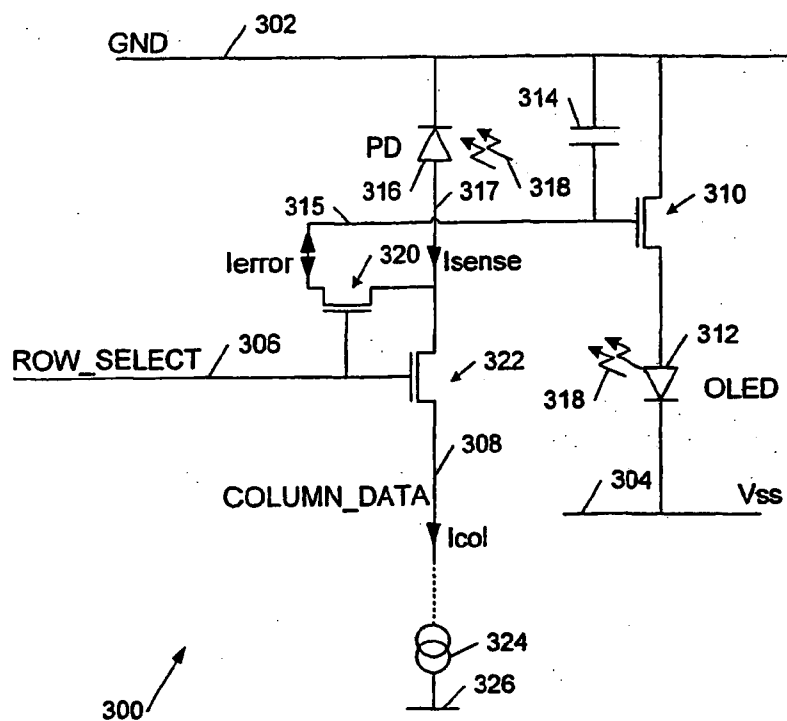 GND
302
314
PD
316
317
318
310
315
320
Ierror
Isense
306
ROW_SELECT
322
312
318
OLED
308
COLUMN_DATA
304
Vss
Icol
324
326
300